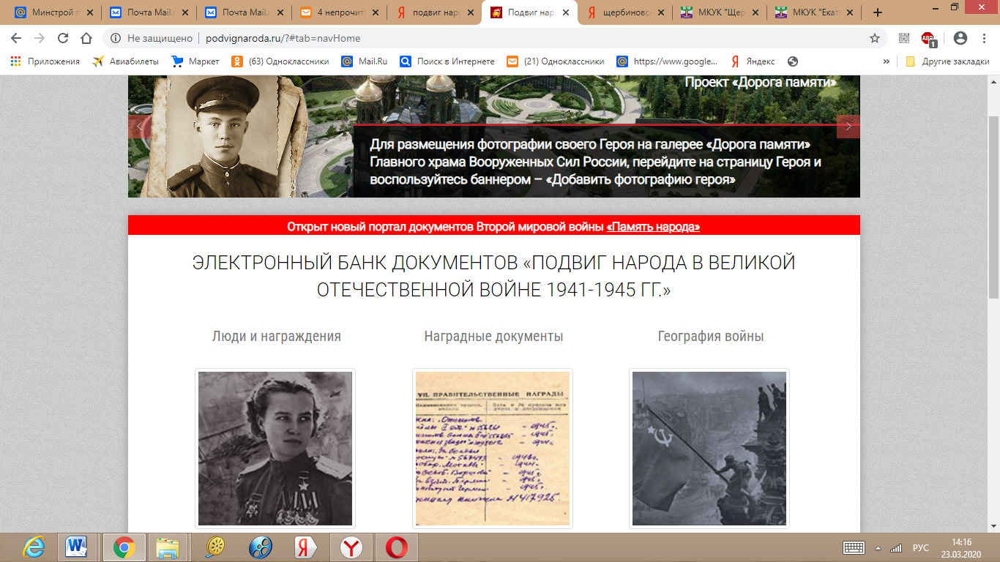 Минстрой п
Почта Mail.r
Почта Mail.r
4 непрочит
подвиг нар
Подвиг нар
щербиновс
МКУК "Щер
МКУК "Екат
Не защищено
podvignaroda.ru/?#tab=navHome
ABP
1
Приложения
Авиабилеты
Маркет
(63) Одноклассники
Mail.Ru
Поиск в Интернете
(21) Одноклассники
https://www.google...
Яндекс
»
Другие закладки
Проект «Дорога памяти»
Для размещения фотографии своего Героя на галерее «Дорога памяти»
Главного храма Вооруженных Сил России, перейдите на страницу Героя и
воспользуйтесь баннером – «Добавить фотографию героя»
Открыт новый портал документов Второй мировой войны «Память народа»
ЭЛЕКТРОННЫЙ БАНК ДОКУМЕНТОВ «ПОДВИГ НАРОДА В ВЕЛИКОЙ
ОТЕЧЕСТВЕННОЙ ВОЙНЕ 1941-1945 ГГ.»
Люди и награждения
Наградные документы
География войны
VII. ПРАВИТЕЛЬСТВЕННЫЕ НАГРАДЫ
РУС
14:16
23.03.2020